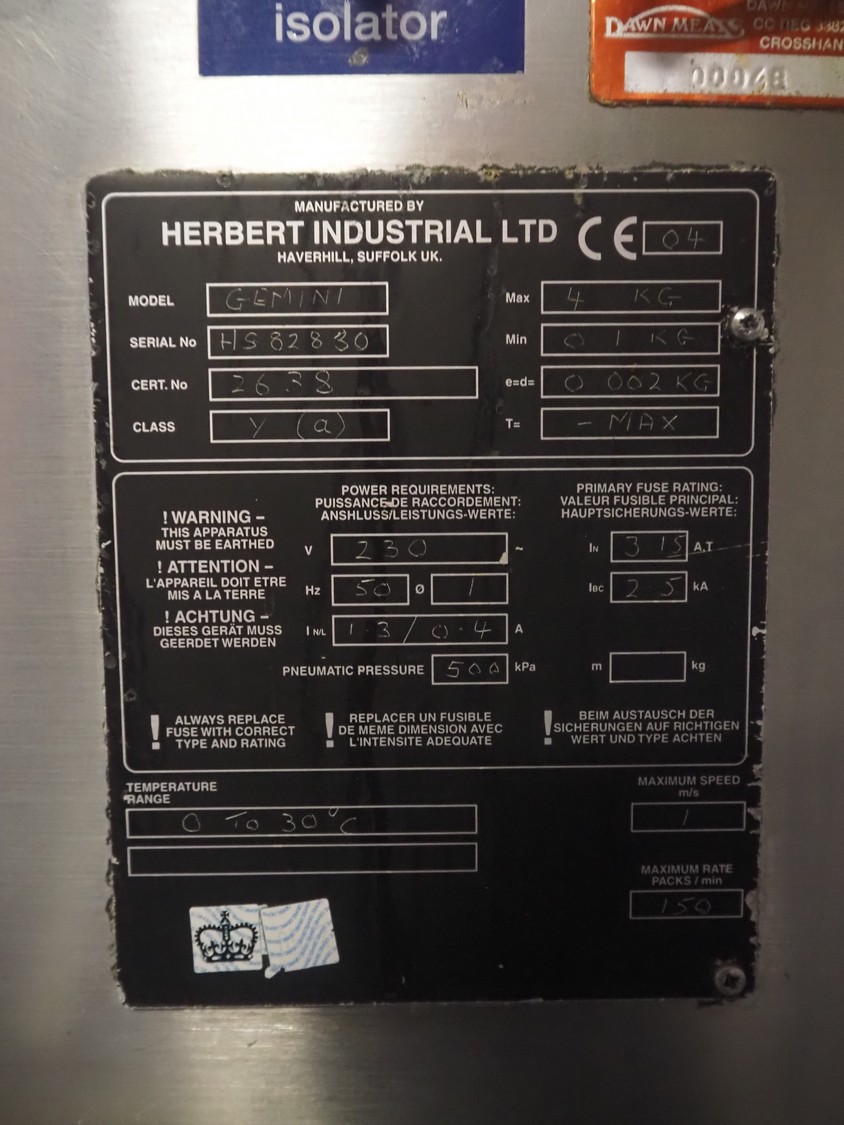 isolator
DAWN MEATS
CROSSHAN
00048
MANUFACTURED BY
HERBERT INDUSTRIAL LTD
HAVERHILL, SUFFOLK UK.
CE 04
MODEL GEMINI
SERIAL No HS82830
CERT. No 2638
CLASS Y (a)
Max 4 KG
Min 0 1 KG
e=d= 0 002 KG
T= - MAX
! WARNING –
THIS APPARATUS
MUST BE EARTHED
! ATTENTION –
L'APPAREIL DOIT ETRE
MIS A LA TERRE
! ACHTUNG –
DIESES GERÄT MUSS
GEERDET WERDEN
POWER REQUIREMENTS:
PUISSANCE DE RACCORDEMENT:
ANSHLUSS/LEISTUNGS-WERTE:
V 230 ~
Hz 50 Ø 1
I N/L 1·3/0·4 A
PNEUMATIC PRESSURE 500 kPa
PRIMARY FUSE RATING:
VALEUR FUSIBLE PRINCIPAL:
HAUPTSICHERUNGS-WERTE:
IN 3 15 A.T
IBC 2 5 kA
m kg
! ALWAYS REPLACE
FUSE WITH CORRECT
TYPE AND RATING
! REPLACER UN FUSIBLE
DE MEME DIMENSION AVEC
L'INTENSITE ADEQUATE
! BEIM AUSTAUSCH DER
SICHERUNGEN AUF RICHTIGEN
WERT UND TYPE ACHTEN
TEMPERATURE
RANGE
0 TO 30°C
MAXIMUM SPEED
m/s
1
MAXIMUM RATE
PACKS / min
150